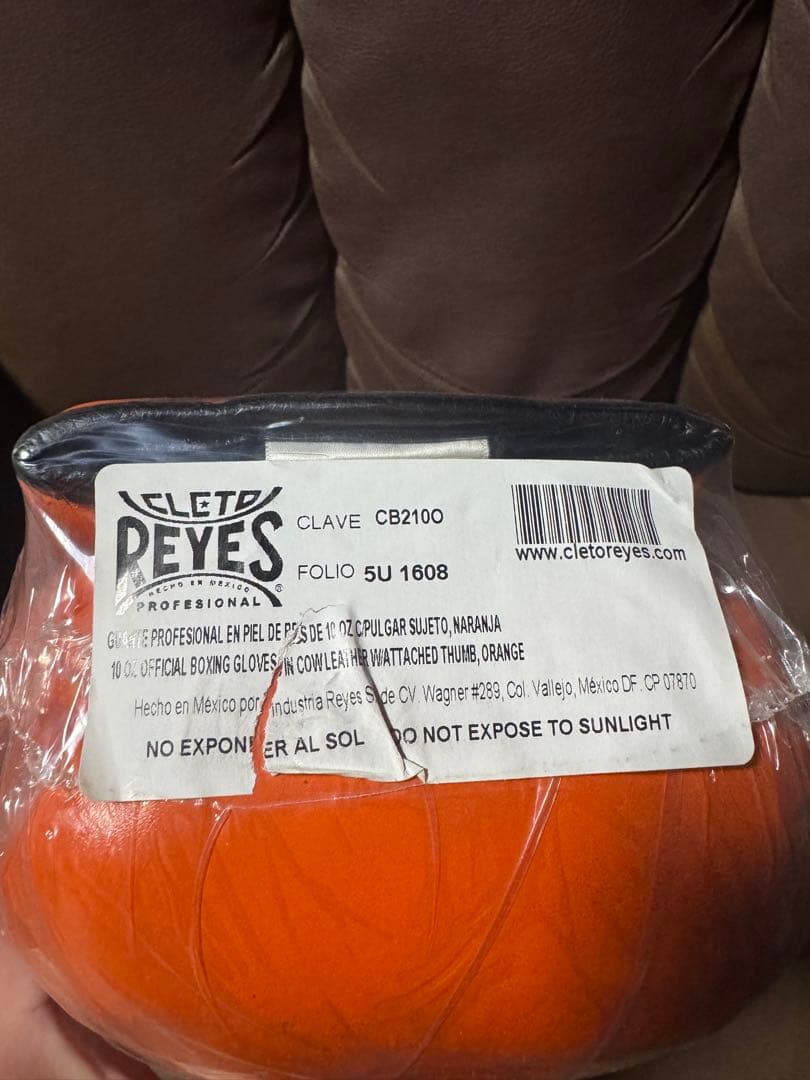 CLETO
REYES
HECHO EN MEXICO
®
PROFESIONAL
CLAVE CB210O
FOLIO 5U 1608
www.cletoreyes.com
PROFESIONAL EN PIEL DE DE 10 OZ C/PULGAR SUJETO, NARANJA
10 OZ OFFICIAL BOXING GLOVES IN COW LEATHER W/ATTACHED THUMB, ORANGE
Hecho en México por Industria Reyes de CV. Wagner #289, Col. Vallejo, México DF. CP 07870
NO EXPONER AL SOL DO NOT EXPOSE TO SUNLIGHT